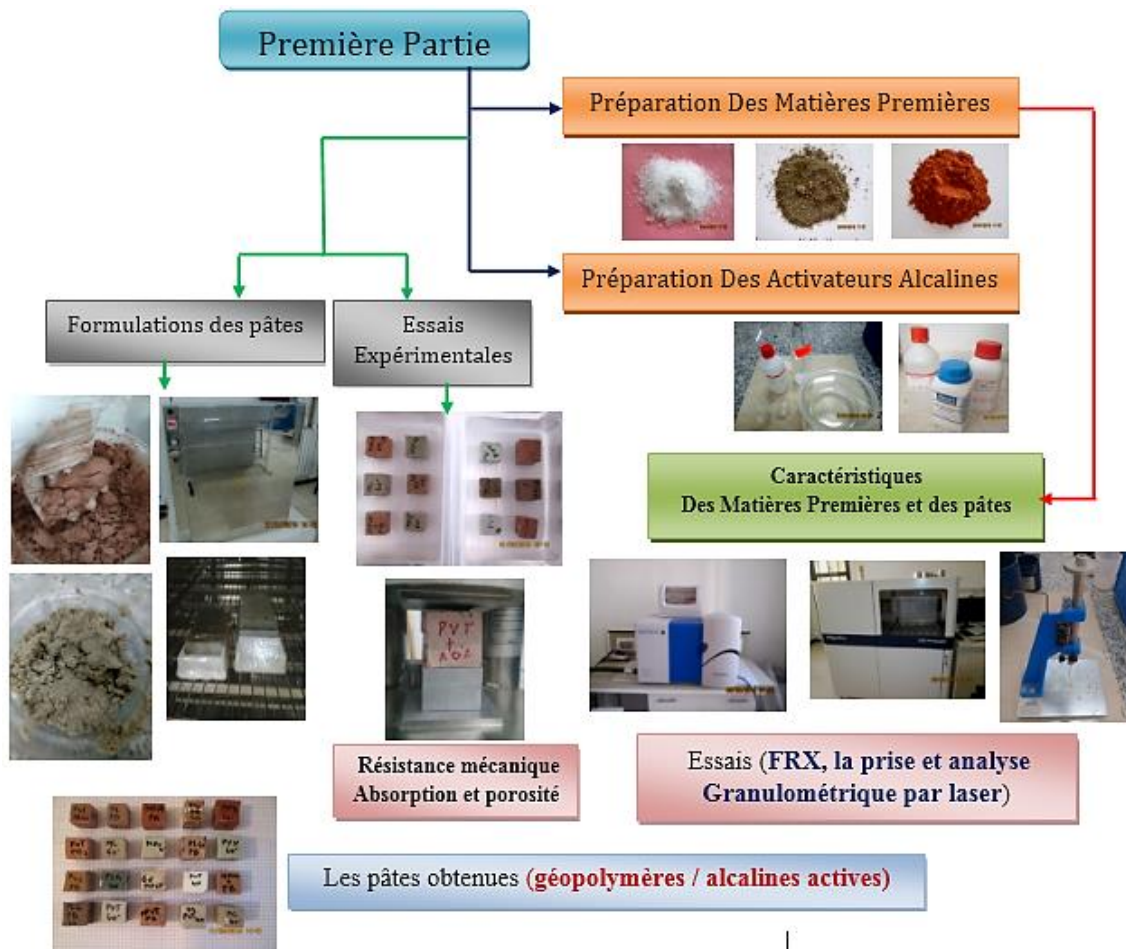 Première Partie
Préparation Des Matières Premières
Préparation Des Activateurs Alcalines
Formulations des pâtes
Essais
Expérimentales
Caractéristiques
Des Matières Premières et des pâtes
PVT
+
Résistance mécanique
Absorption et porosité
Essais (FRX, la prise et analyse
Granulométrique par laser)
Les pâtes obtenues (géopolymères / alcalines actives)